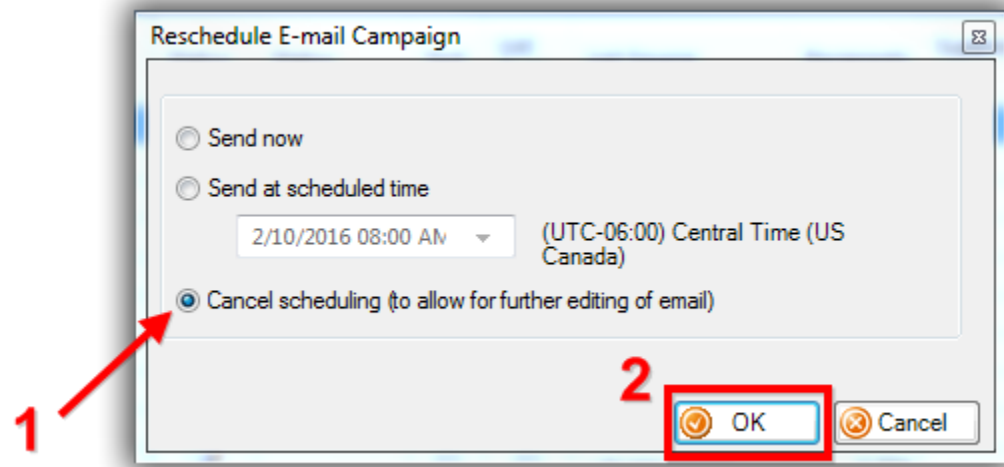 Reschedule E-mail Campaign
Send now
Send at scheduled time
2/10/2016 08:00 AM
(UTC-06:00) Central Time (US
Canada)
Cancel scheduling (to allow for further editing of email)
1
2
OK
Cancel